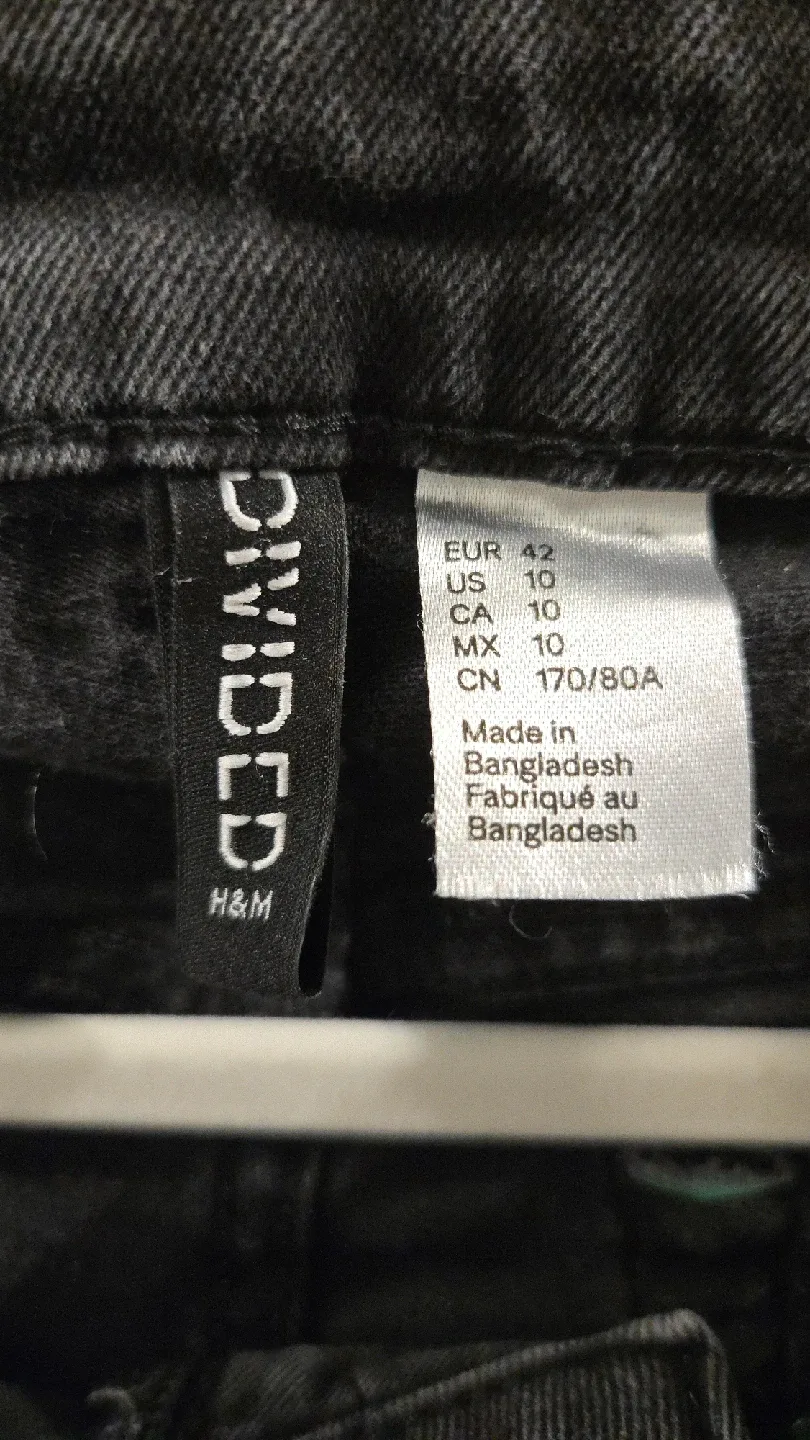 DIVIDED
H&M
EUR 42
US 10
CA 10
MX 10
CN 170/80A
Made in
Bangladesh
Fabriqué au
Bangladesh